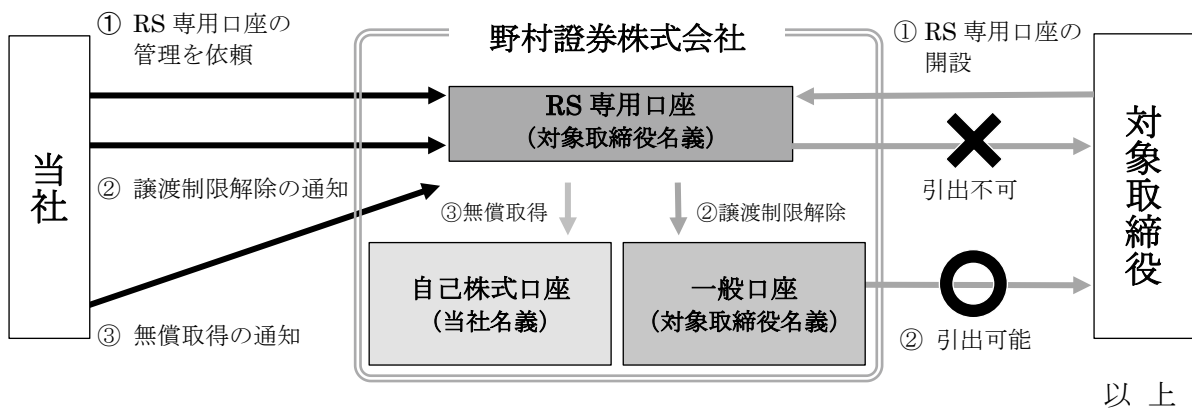 ① RS 専用口座の
管理を依頼
野村證券株式会社
① RS 専用口座の
開設
RS 専用口座
(対象取締役名義)
当社
対象取締役
② 譲渡制限解除の通知
引出不可
③無償取得
②譲渡制限解除
自己株式口座
(当社名義)
一般口座
(対象取締役名義)
③ 無償取得の通知
② 引出可能
以 上